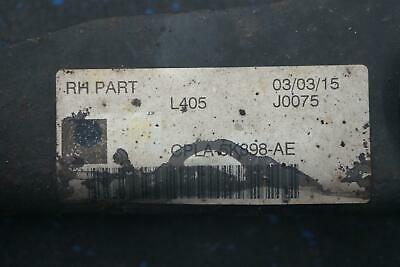 RH PART
03/03/15
L405
J0075
CPLA-5K898-AE